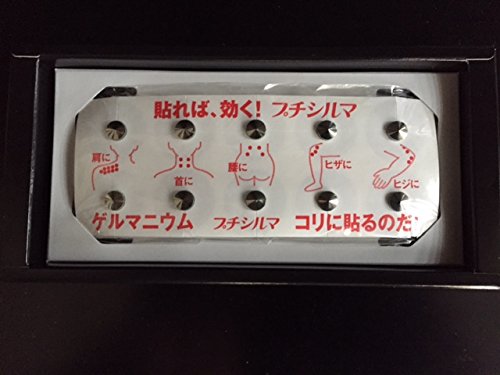 貼れば、効く! プチシルマ
肩に
首に
腰に
ヒザに
ヒジに
ゲルマニウム プチシルマ コリに貼るのだ